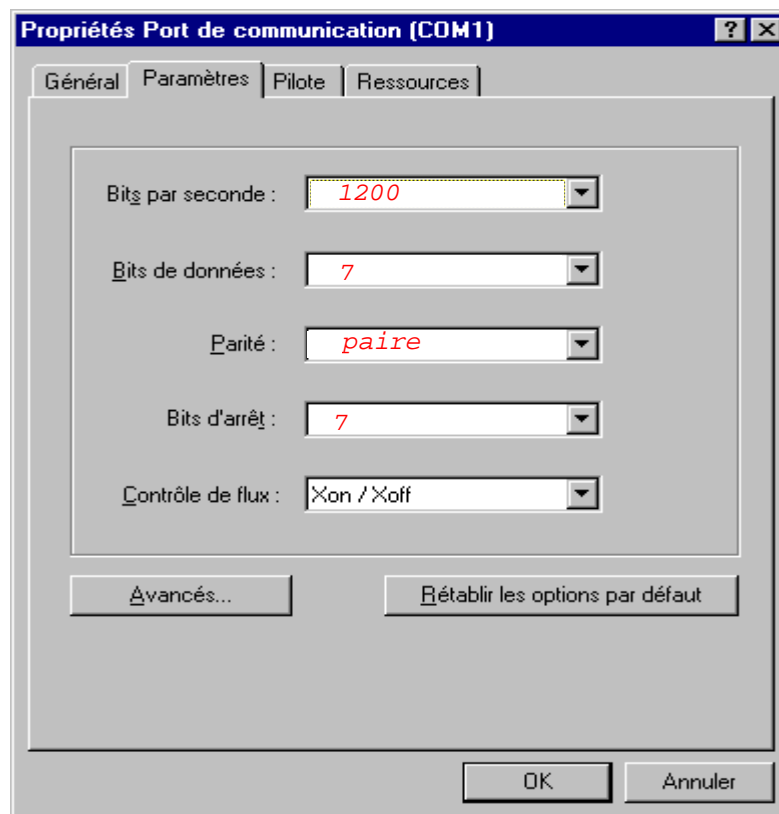 Propriétés Port de communication (COM1)
Général Paramètres Pilote Ressources
Bits par seconde : 1200
Bits de données : 7
Parité : paire
Bits d'arrêt : 7
Contrôle de flux : Xon / Xoff
Avancés... Rétablir les options par défaut
OK Annuler